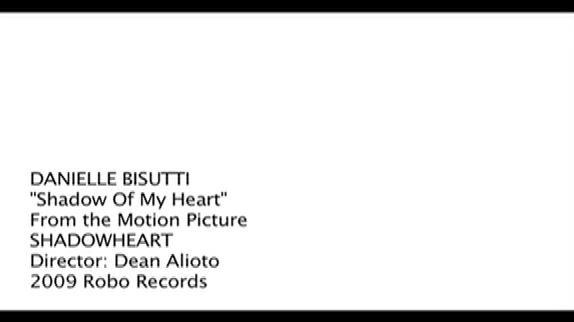 DANIELLE BISUTTI
"Shadow Of My Heart"
From the Motion Picture
SHADOWHEART
Director: Dean Alioto
2009 Robo Records